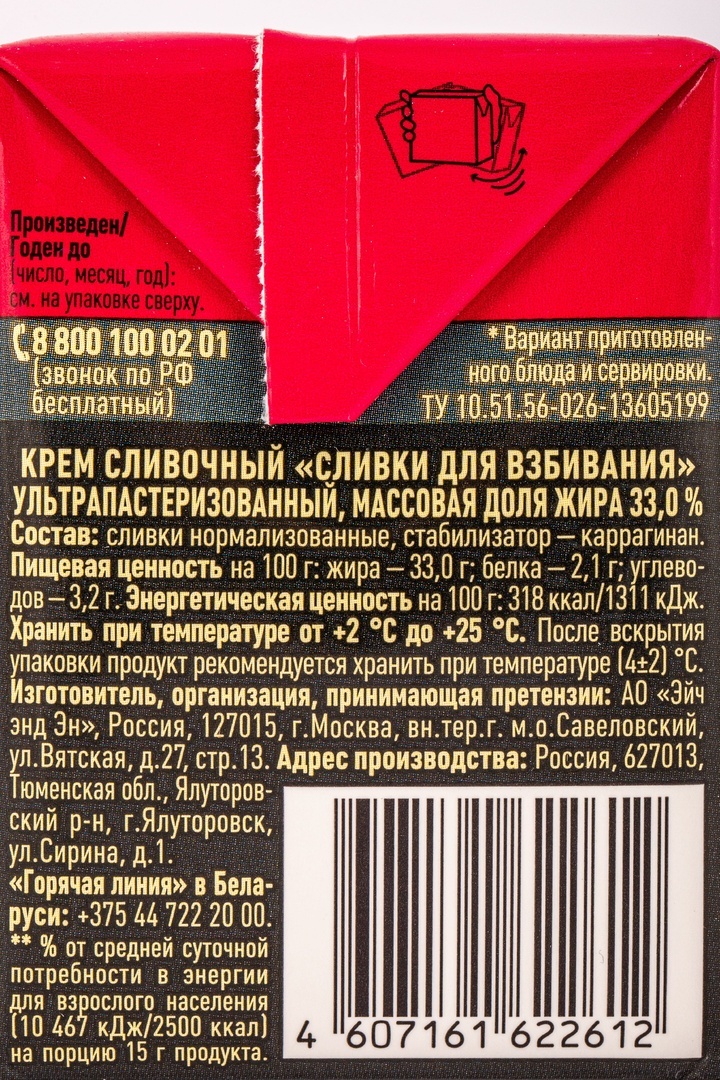 Произведен/
Годен до
(число, месяц, год):
см. на упаковке сверху.
8 800 100 02 01
(звонок по РФ
бесплатный)
* Вариант приготовлен-
ного блюда и сервировки.
ТУ 10.51.56-026-13605199
КРЕМ СЛИВОЧНЫЙ «СЛИВКИ ДЛЯ ВЗБИВАНИЯ»
УЛЬТРАПАСТЕРИЗОВАННЫЙ, МАССОВАЯ ДОЛЯ ЖИРА 33,0 %
Состав: сливки нормализованные, стабилизатор – каррагинан.
Пищевая ценность на 100 г: жира – 33,0 г; белка – 2,1 г; углево-
дов – 3,2 г. Энергетическая ценность на 100 г: 318 ккал/1311 кДж.
Хранить при температуре от +2 °С до +25 °С. После вскрытия
упаковки продукт рекомендуется хранить при температуре (4±2) °С.
Изготовитель, организация, принимающая претензии: АО «Эйч
энд Эн», Россия, 127015, г.Москва, вн.тер.г. м.о.Савеловский,
ул.Вятская, д.27, стр.13. Адрес производства: Россия, 627013,
Тюменская обл., Ялуторов-
ский р-н, г.Ялуторовск,
ул.Сирина, д.1.
«Горячая линия» в Бела-
руси: +375 44 722 20 00.
** % от средней суточной
потребности в энергии
для взрослого населения
(10 467 кДж/2500 ккал)
на порцию 15 г продукта.
4 607161 622612